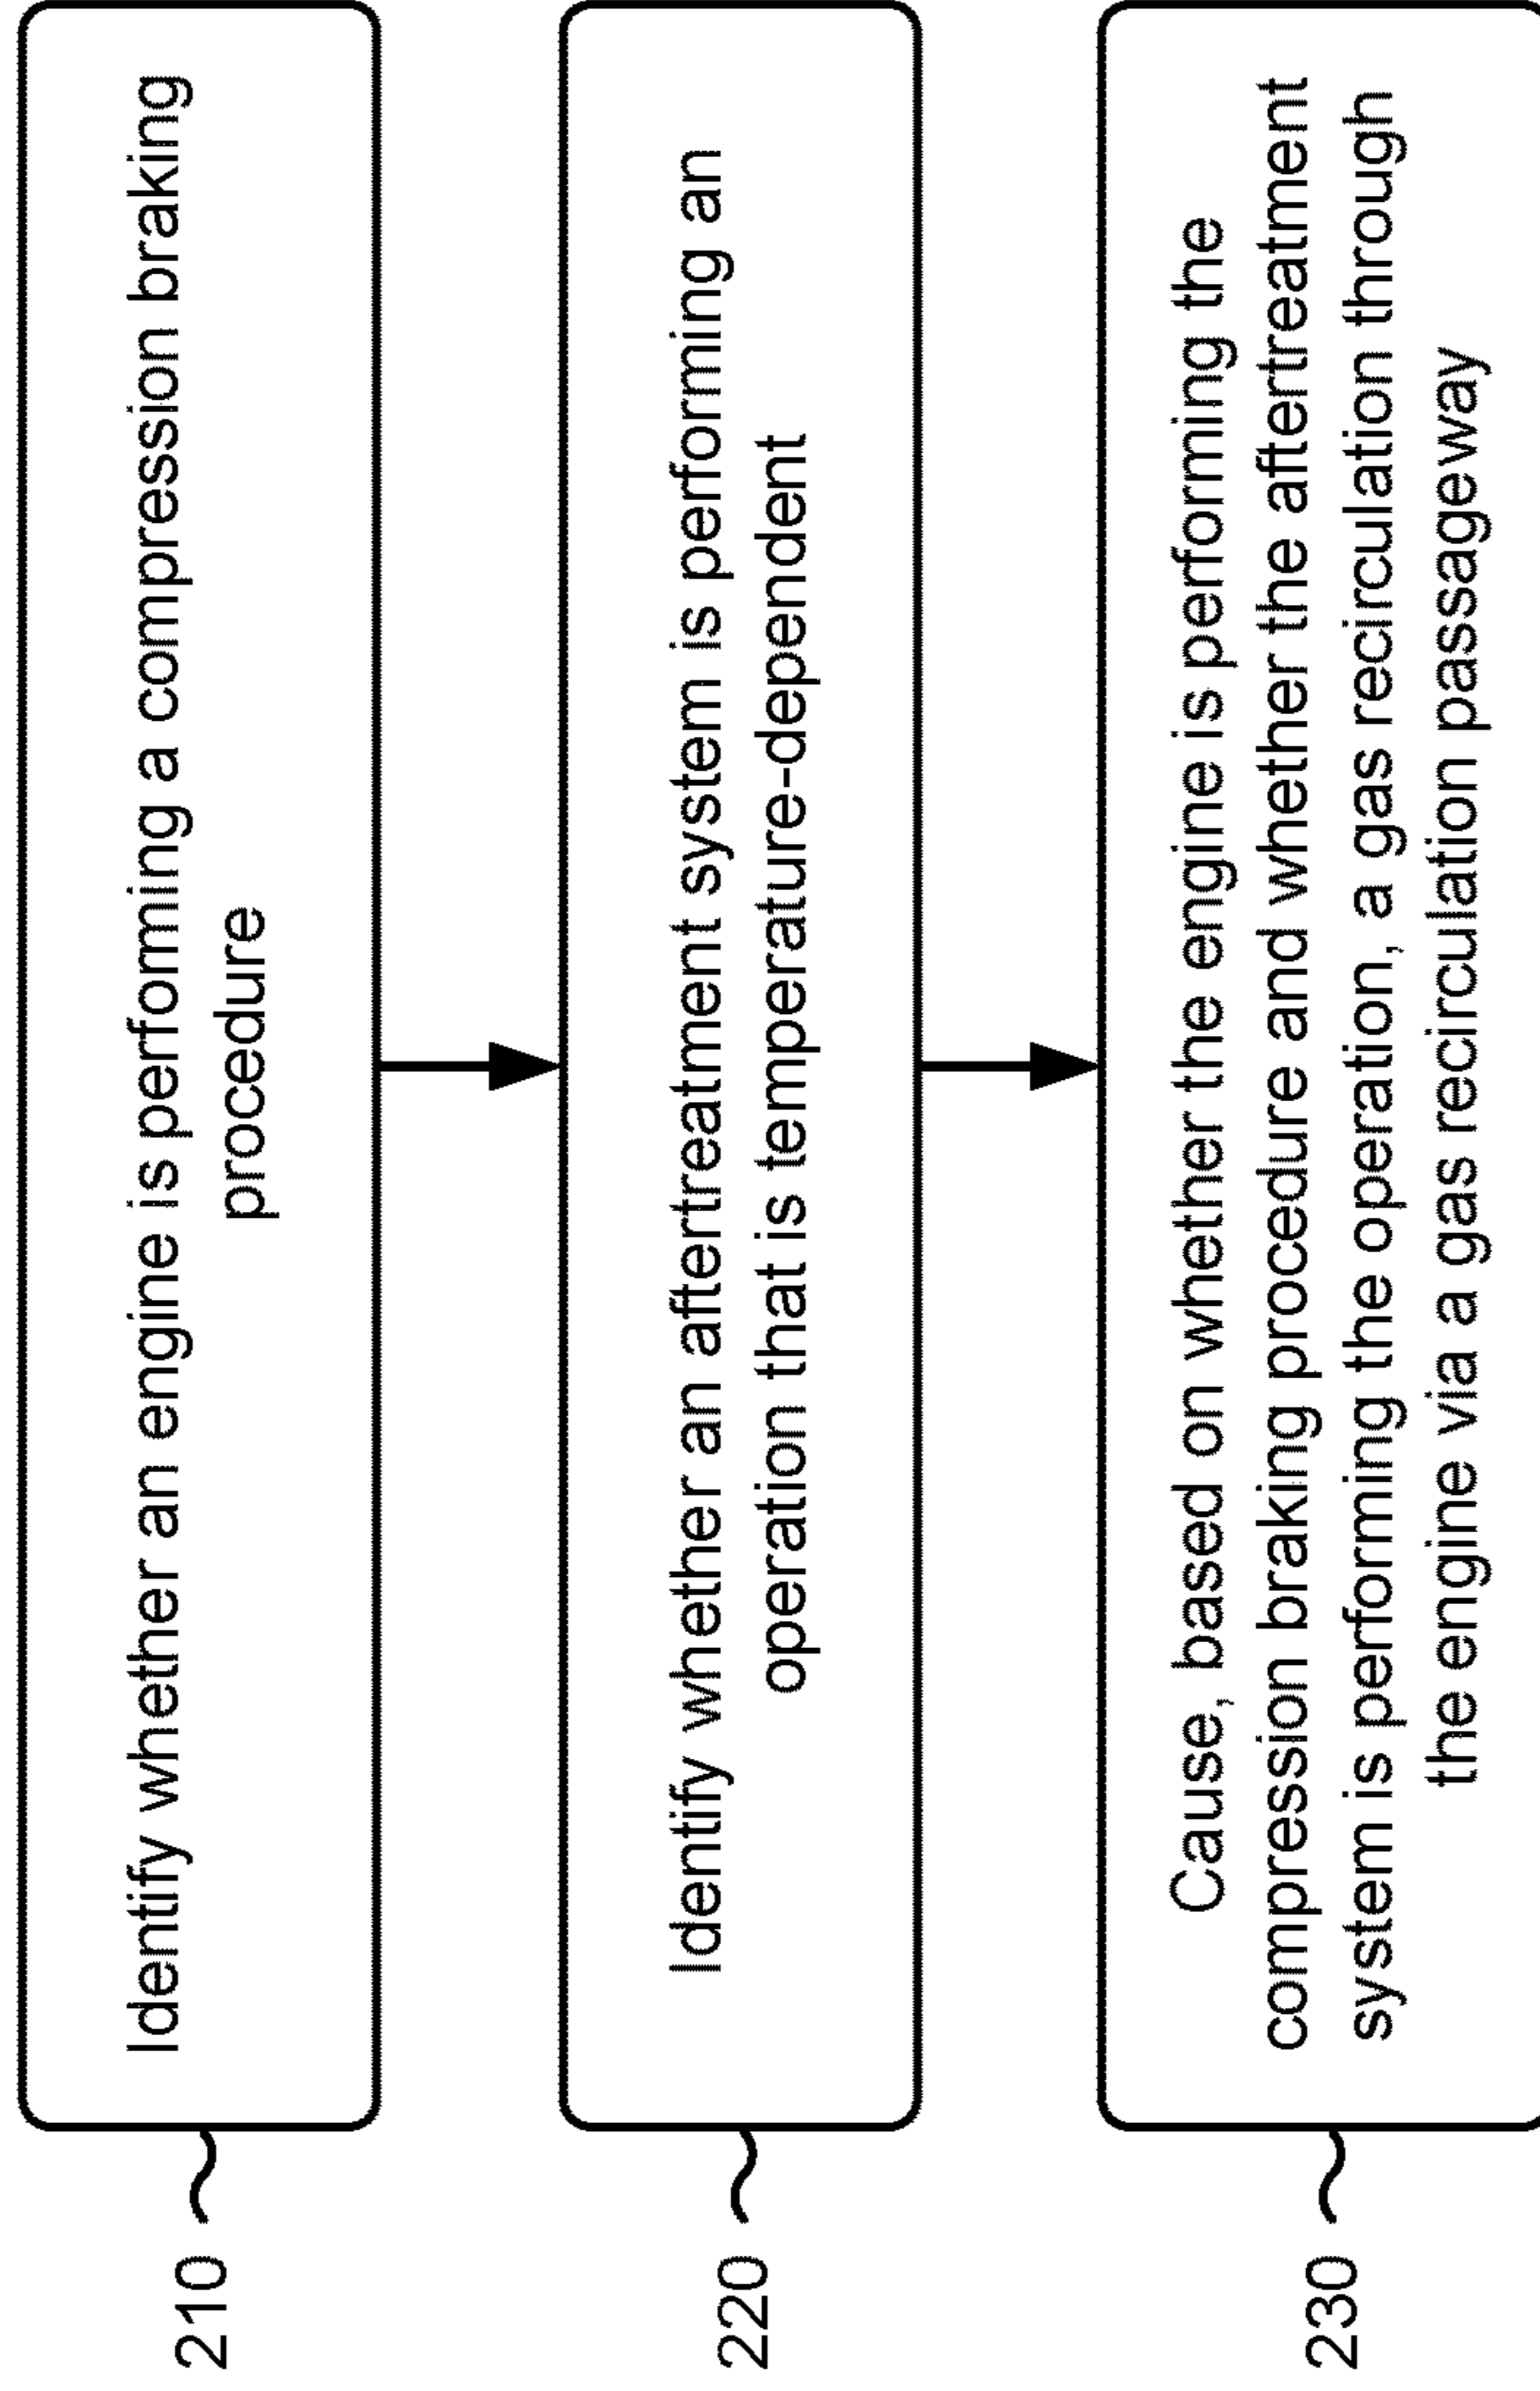 210
Identify whether an engine is performing a compression braking
procedure
220
Identify whether an aftertreatment system is performing an
operation that is temperature-dependent
230
Cause, based on whether the engine is performing the
compression braking procedure and whether the aftertreatment
system is performing the operation, a gas recirculation through
the engine via a gas recirculation passageway